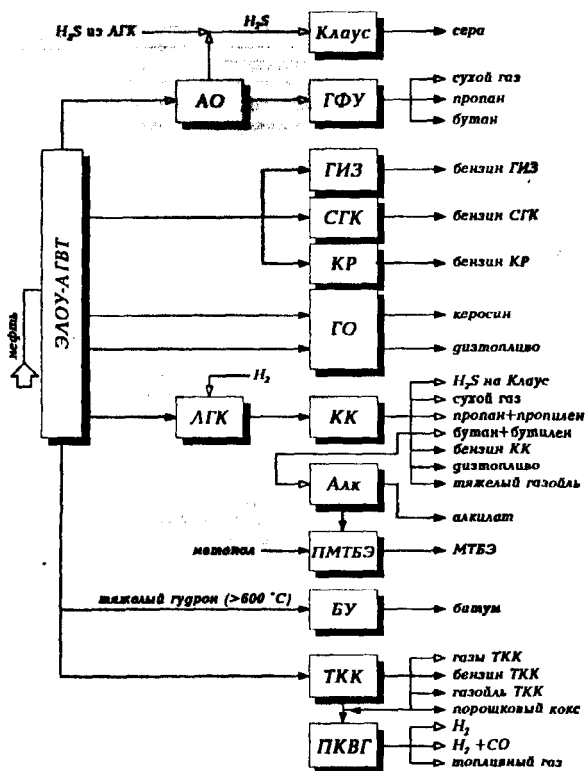 H₂S из АГК
H₂S
Клаус
сера
АО
ГФУ
сухой газ
пропан
бутан
ЭЛОУ-АГВТ
нефть
ГИЗ
бензин ГИЗ
СГК
бензин СГК
КР
бензин КР
ГО
керосин
дизтопливо
H₂
ЛГК
КК
H₂S на Клаус
сухой газ
пропан+пропилен
бутан+бутилен
бензин КК
дизтопливо
тяжелый газойль
Алк
алкилат
метанол
ПМТБЭ
МТБЭ
тяжелый гудрон (>600 °С)
БУ
битум
ТКК
газы ТКК
бензин ТКК
газойль ТКК
порошковый кокс
ПКВГ
H₂
H₂ +CO
топливный газ